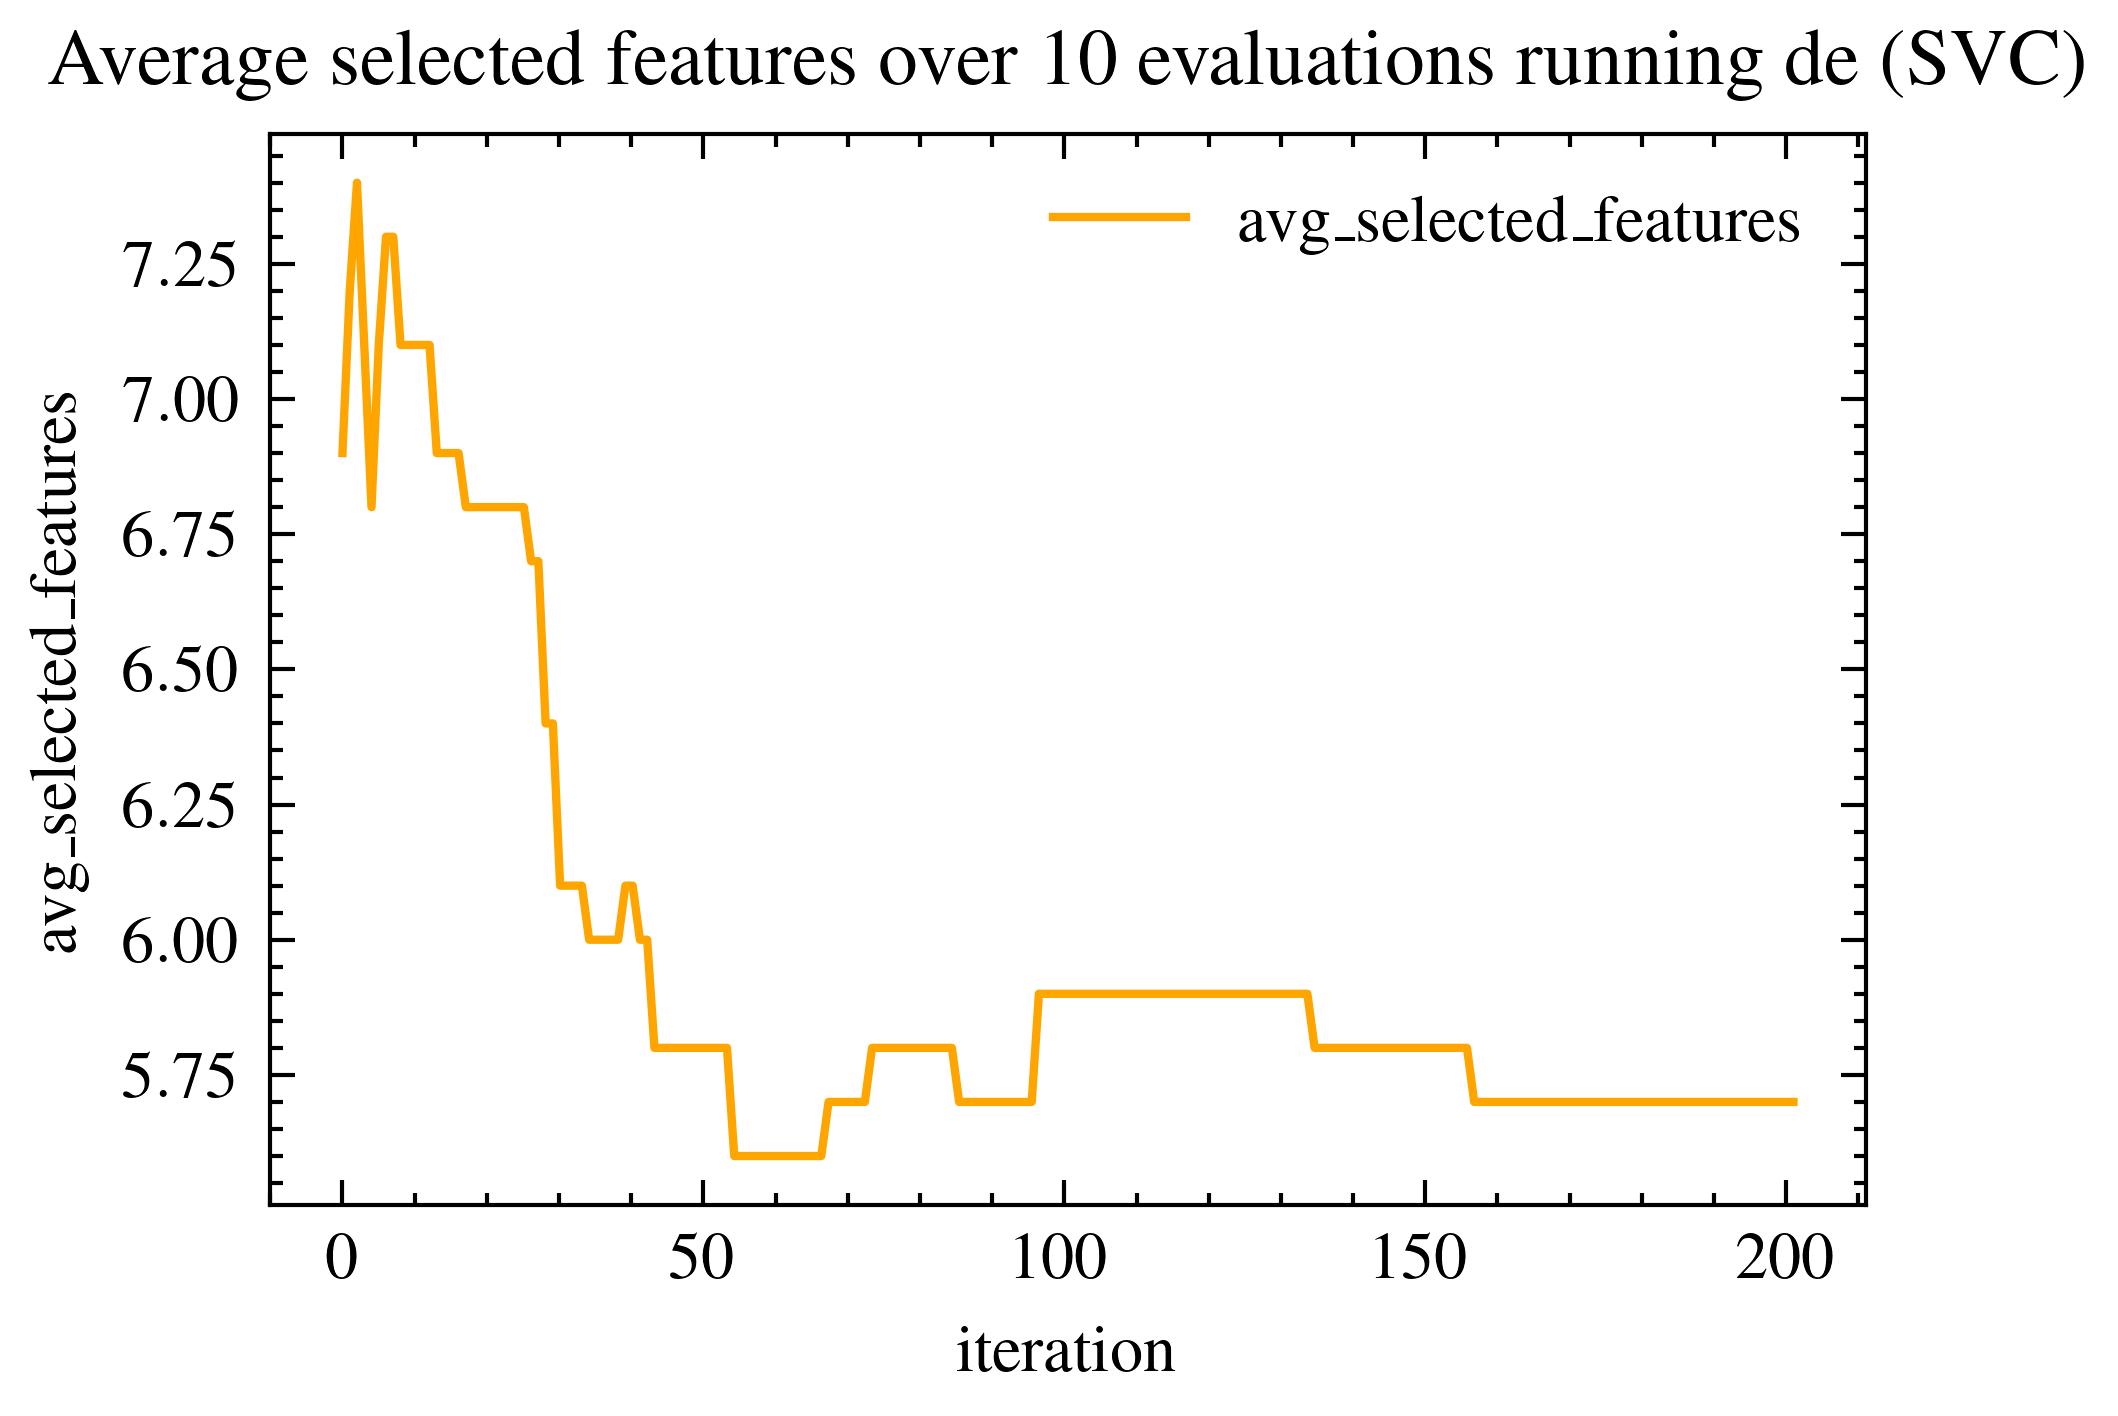 Average selected features over 10 evaluations running de (SVC)
avg_selected_features
7.25
7.00
6.75
6.50
6.25
6.00
5.75
avg_selected_features
0 50 100 150 200
iteration